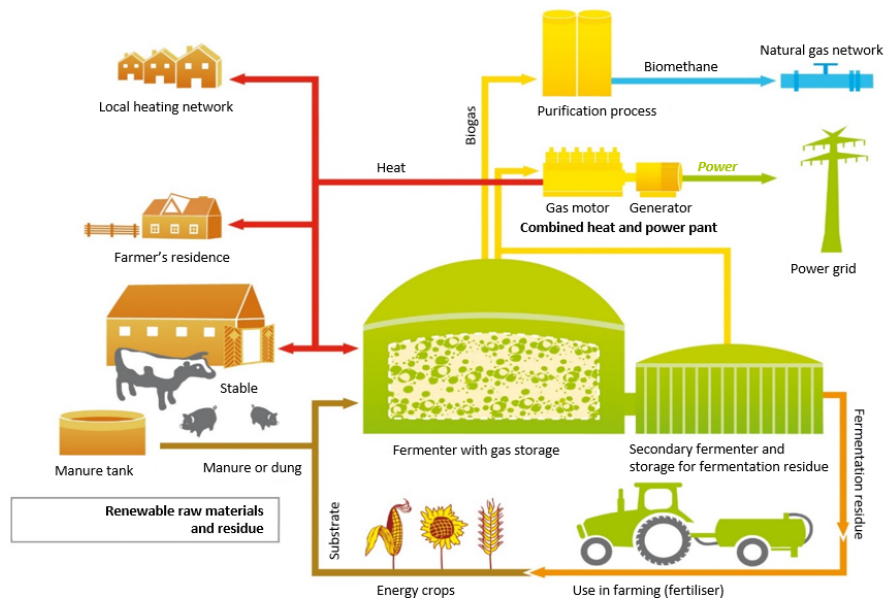 Natural gas network
Biomethane
Local heating network
Purification process
Biogas
Heat
Power
Gas motor
Generator
Combined heat and power pant
Farmer's residence
Power grid
Stable
Fermenter with gas storage
Secondary fermenter and
storage for fermentation residue
Fermentation residue
Manure tank
Manure or dung
Renewable raw materials
and residue
Substrate
Energy crops
Use in farming (fertiliser)